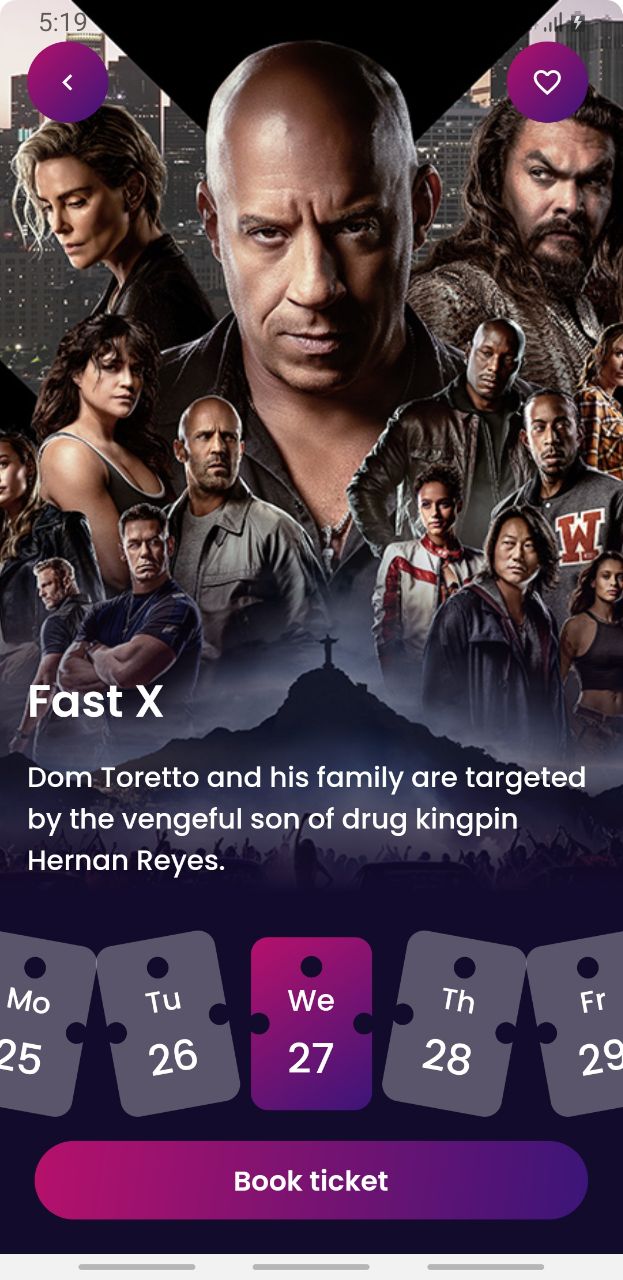 5:19
W
Fast X
Dom Toretto and his family are targeted
by the vengeful son of drug kingpin
Hernan Reyes.
Mo Tu We Th Fr
25 26 27 28 29
Book ticket